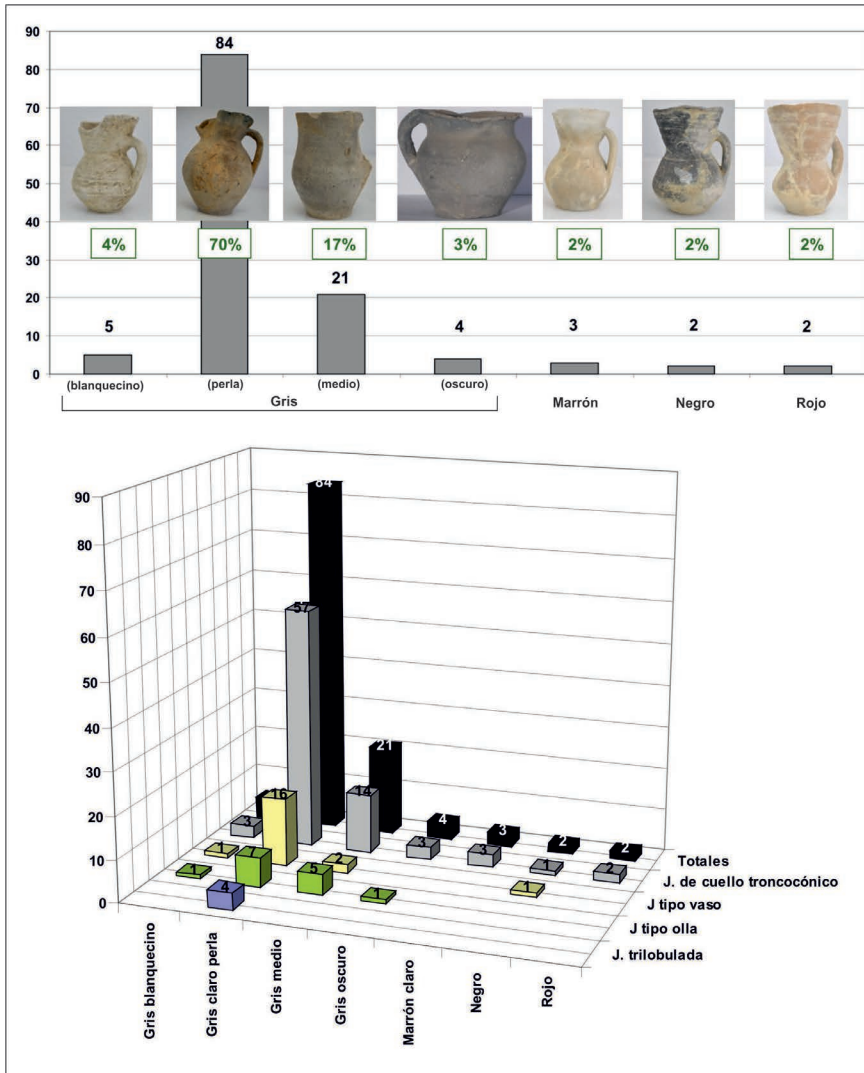 90
80
70
60
50
40
30
20
10
0
84
4% 70% 17% 3% 2% 2% 2%
5 21 4 3 2 2
(blanquecino) (perla) (medio) (oscuro)
Gris Marrón Negro Rojo
90
80
70
60
50
40
30
20
10
0
84
57
21
3 16 14 4 3 2 2
1 7 2 3 3 1 2
1 5 1 1
4
Totales
J. de cuello troncocónico
J tipo vaso
J tipo olla
J. trilobulada
Gris blanquecino
Gris claro perla
Gris medio
Gris oscuro
Marrón claro
Negro
Rojo